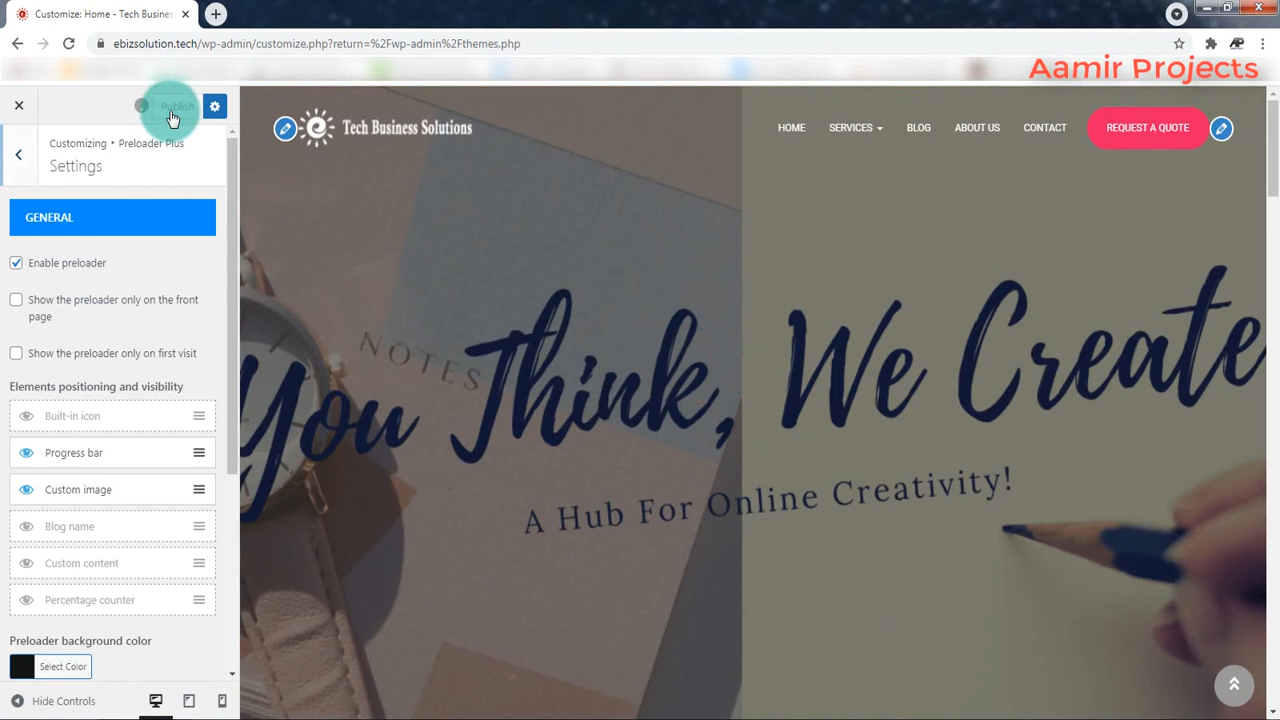 Customize: Home - Tech Busines
ebizsolution.tech/wp-admin/customize.php?return=%2Fwp-admin%2Fthemes.php
Aamir Projects
Publish
Customizing • Preloader Plus
Settings
GENERAL
Enable preloader
Show the preloader only on the front
page
Show the preloader only on first visit
Elements positioning and visibility
Built-in icon
Progress bar
Custom image
Blog name
Custom content
Percentage counter
Preloader background color
Select Color
Hide Controls
Tech Business Solutions
HOME
SERVICES
BLOG
ABOUT US
CONTACT
REQUEST A QUOTE
NOTES
You Think, We Create
A Hub For Online Creativity!